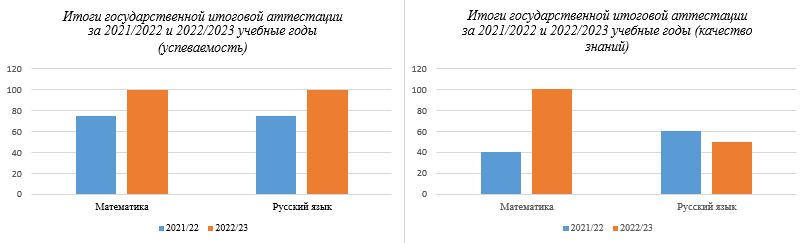 Итоги государственной итоговой аттестации
за 2021/2022 и 2022/2023 учебные годы
(успеваемость)
120
100
80
60
40
20
0
Математика
Русский язык
2021/22
2022/23
Итоги государственной итоговой аттестации
за 2021/2022 и 2022/2023 учебные годы (качество
знаний)
120
100
80
60
40
20
0
Математика
Русский язык
2021/22
2022/23